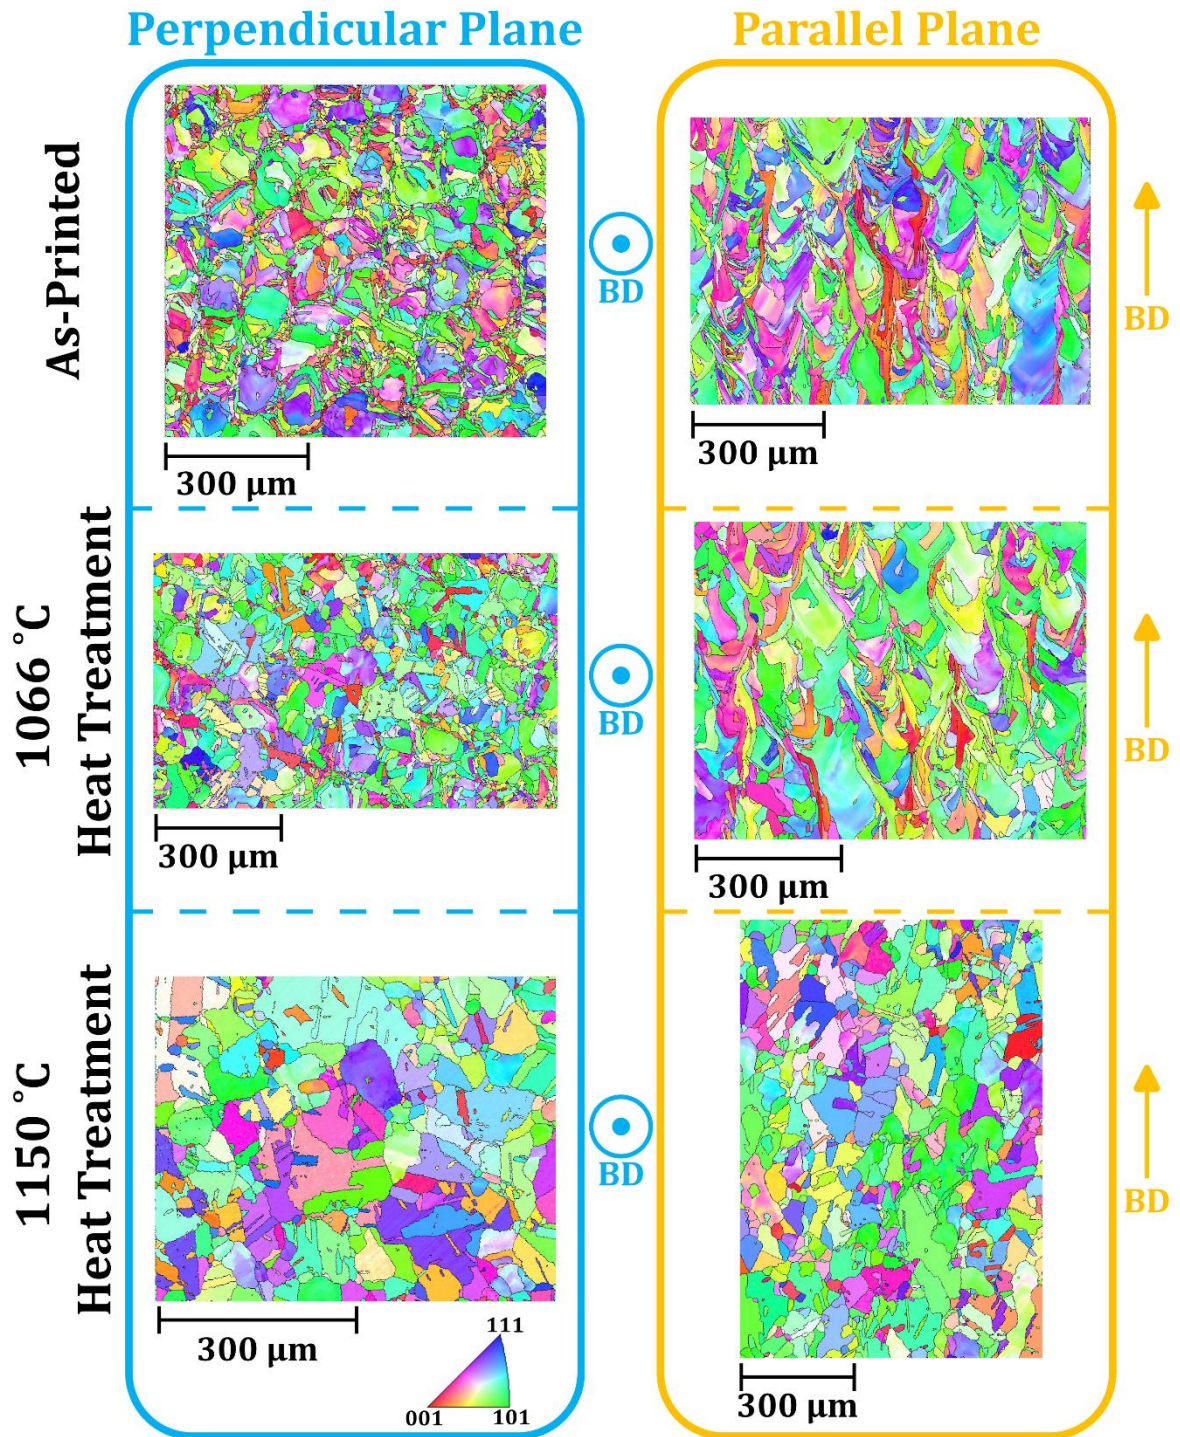 Perpendicular Plane
Parallel Plane
As-Printed
BD
BD
300 μm
300 μm
1066 °C
Heat Treatment
BD
BD
300 μm
300 μm
1150 °C
Heat Treatment
BD
BD
300 μm
111
001
101
300 μm